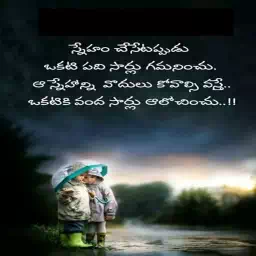 స్నేహం చేసేటప్పుడు
ఒకటి పది సార్లు గమనించు.
ఆ స్నేహాన్ని వాదులు కోవాల్సి వస్తే..
ఒకటికి వంద సార్లు ఆలోచించు..!!